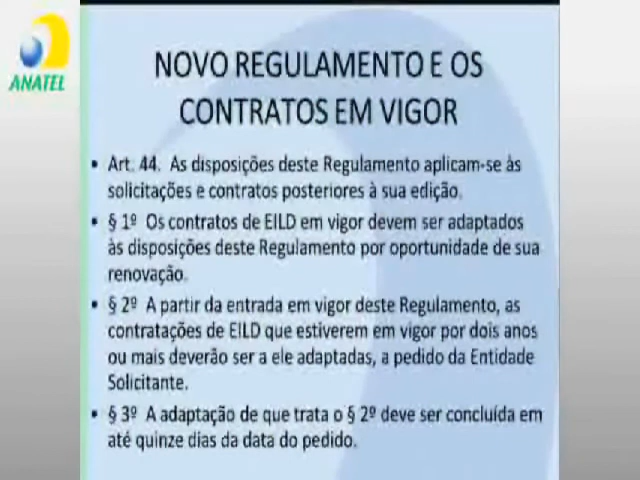 ANATEL
NOVO REGULAMENTO E OS
CONTRATOS EM VIGOR
• Art. 44. As disposições deste Regulamento aplicam-se às
solicitações e contratos posteriores à sua edição.
• § 1º Os contratos de EILD em vigor devem ser adaptados
às disposições deste Regulamento por oportunidade de sua
renovação.
• § 2º A partir da entrada em vigor deste Regulamento, as
contratações de EILD que estiverem em vigor por dois anos
ou mais deverão ser a ele adaptadas, a pedido da Entidade
Solicitante.
• § 3º A adaptação de que trata o § 2º deve ser concluída em
até quinze dias da data do pedido.